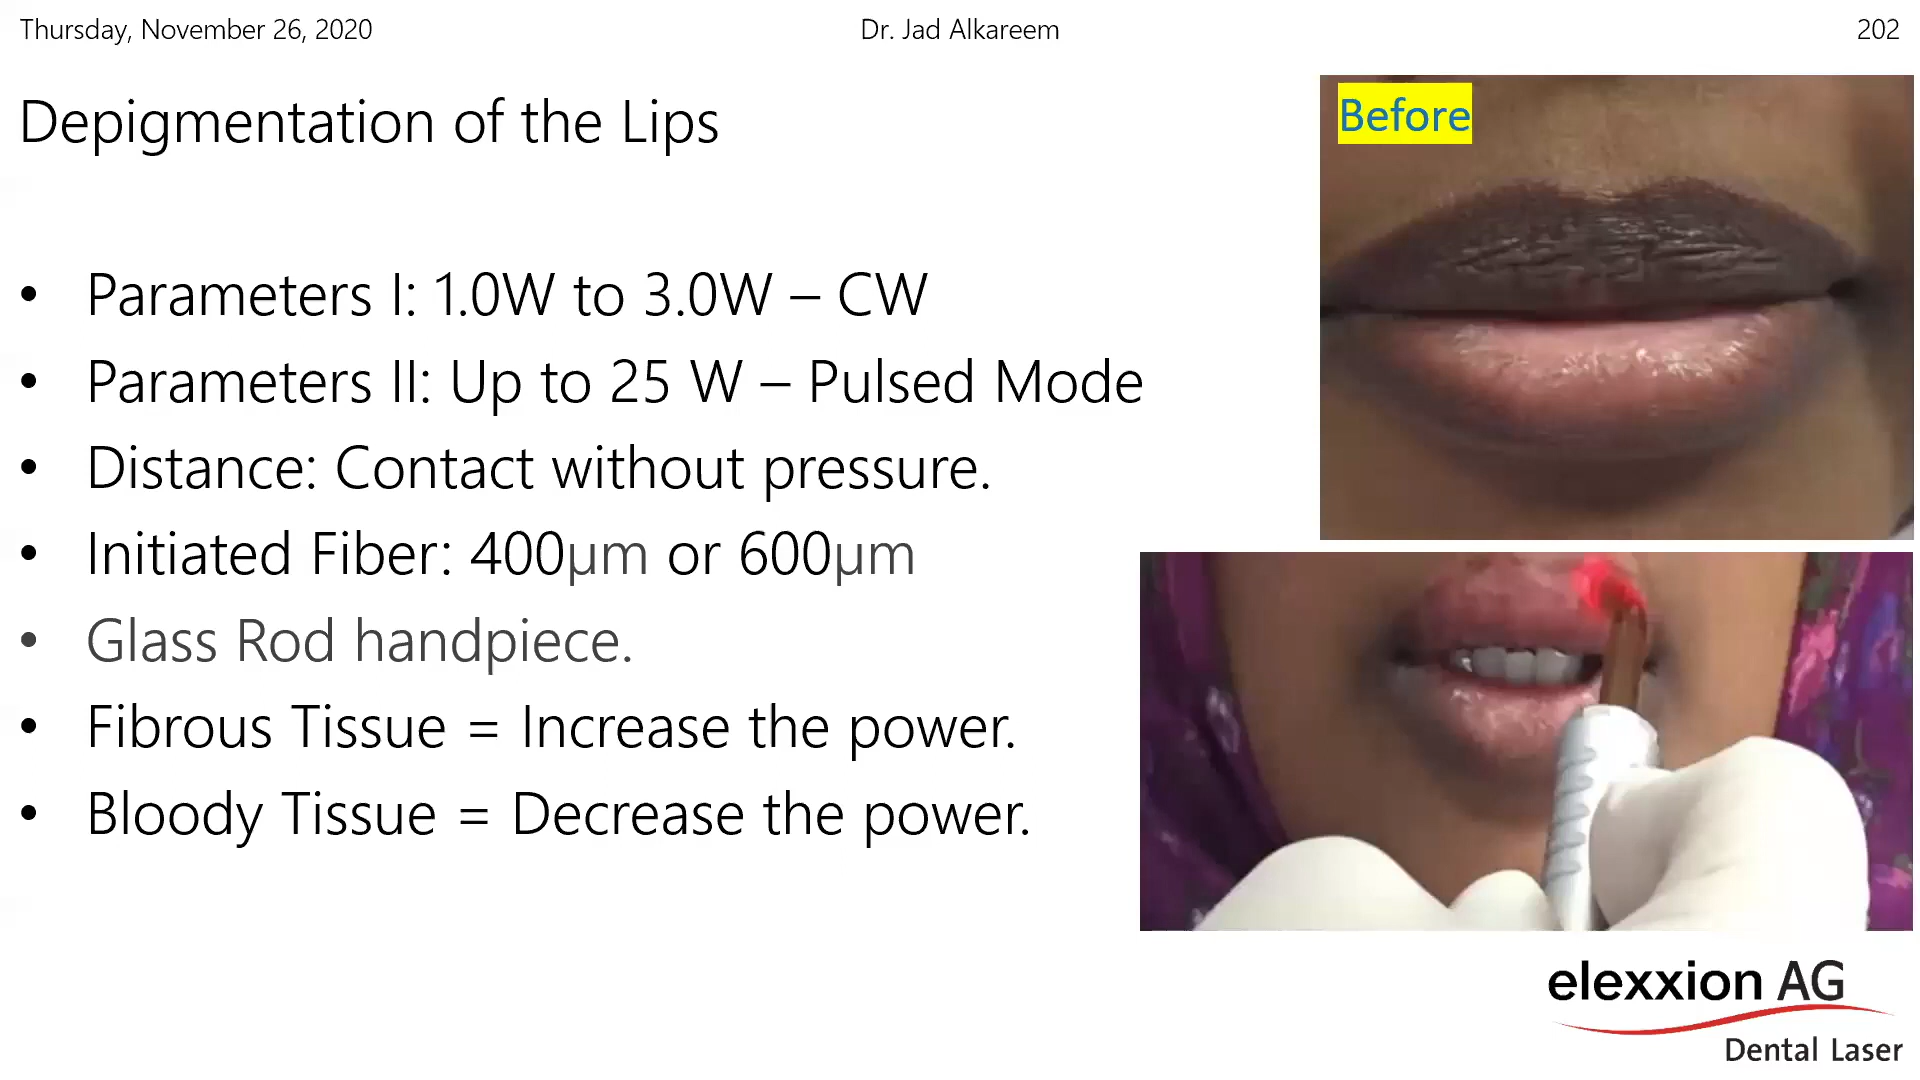 Thursday, November 26, 2020
Dr. Jad Alkareem
202
Depigmentation of the Lips
Before
• Parameters I: 1.0W to 3.0W – CW
• Parameters II: Up to 25 W – Pulsed Mode
• Distance: Contact without pressure.
• Initiated Fiber: 400µm or 600µm
• Glass Rod handpiece.
• Fibrous Tissue = Increase the power.
• Bloody Tissue = Decrease the power.
elexxion AG
Dental Laser